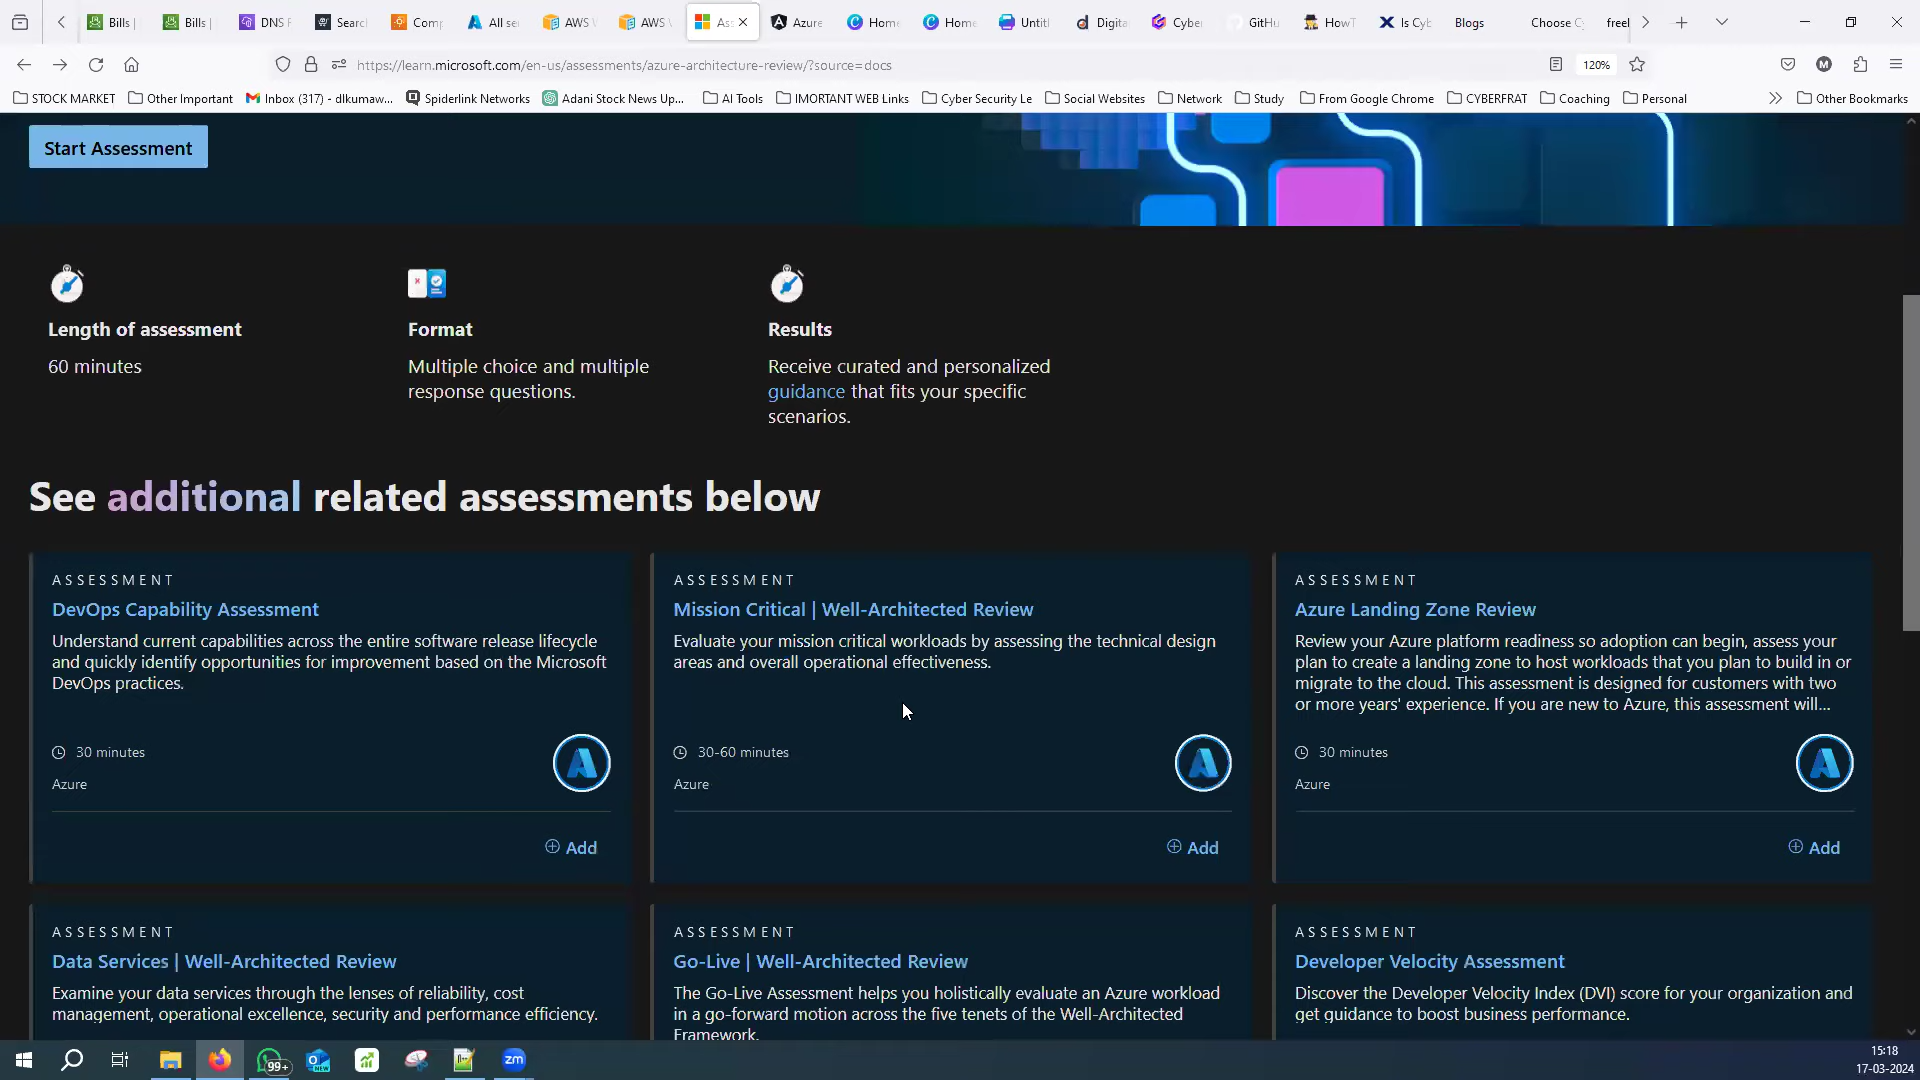 Bills |
Bills |
DNS F
Searc
Comp
All se
AWS
AWS
As
Azure
Hom
Home
Untitl
Digita
Cyber
GitHu
HowT
Is Cyb
Blogs
Choose Cy
freel
https://learn.microsoft.com/en-us/assessments/azure-architecture-review/?source=docs
120%
M
STOCK MARKET
Other Important
Inbox (317) - dlkumaw...
Spiderlink Networks
Adani Stock News Up...
AI Tools
IMORTANT WEB Links
Cyber Security Le
Social Websites
Network
Study
From Google Chrome
CYBERFRAT
Coaching
Personal
Other Bookmarks
Start Assessment
Length of assessment
60 minutes
Format
Multiple choice and multiple
response questions.
Results
Receive curated and personalized
guidance that fits your specific
scenarios.
See additional related assessments below
ASSESSMENT
DevOps Capability Assessment
Understand current capabilities across the entire software release lifecycle
and quickly identify opportunities for improvement based on the Microsoft
DevOps practices.
30 minutes
Azure
Add
ASSESSMENT
Mission Critical | Well-Architected Review
Evaluate your mission critical workloads by assessing the technical design
areas and overall operational effectiveness.
30-60 minutes
Azure
Add
ASSESSMENT
Azure Landing Zone Review
Review your Azure platform readiness so adoption can begin, assess your
plan to create a landing zone to host workloads that you plan to build in or
migrate to the cloud. This assessment is designed for customers with two
or more years' experience. If you are new to Azure, this assessment will...
30 minutes
Azure
Add
ASSESSMENT
Data Services | Well-Architected Review
Examine your data services through the lenses of reliability, cost
management, operational excellence, security and performance efficiency.
ASSESSMENT
Go-Live | Well-Architected Review
The Go-Live Assessment helps you holistically evaluate an Azure workload
in a go-forward motion across the five tenets of the Well-Architected
Framework.
ASSESSMENT
Developer Velocity Assessment
Discover the Developer Velocity Index (DVI) score for your organization and
get guidance to boost business performance.
99+
NEW
zm
15:18
17-03-2024